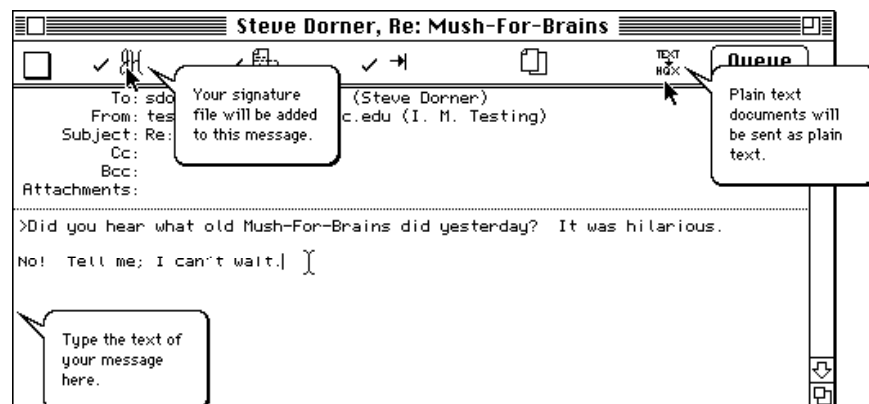 Steve Dorner, Re: Mush-For-Brains
TEXT
HQX
Queue
Your signature
file will be added
to this message.
Plain text
documents will
be sent as plain
text.
To: sdo (Steve Dorner)
From: tes c.edu (I. M. Testing)
Subject: Re:
Cc:
Bcc:
Attachments:
>Did you hear what old Mush-For-Brains did yesterday?  It was hilarious.
No!  Tell me; I can't wait.
Type the text of
your message
here.